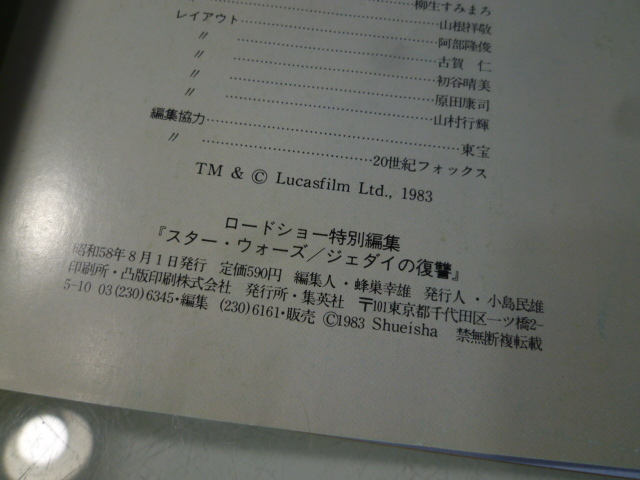 柳生すみまろ
レイアウト……………………山根祥敬
〃 ……………………阿部隆俊
〃 ……………………古賀 仁
〃 ……………………初谷晴美
〃 ……………………原田康司
〃 ……………………山村行輝
編集協力……………………東宝
〃 ……………………20世紀フォックス
TM & © Lucasfilm Ltd., 1983
ロードショー特別編集
『スター・ウォーズ/ジェダイの復讐』
昭和58年8月1日発行 定価590円 編集人・蜂巣幸雄 発行人・小島民雄
印刷所・凸版印刷株式会社 発行所・集英社 〒101東京都千代田区一ツ橋2-
5-10 03(230)6345・編集 (230)6161・販売 ©1983 Shueisha 禁無断複転載